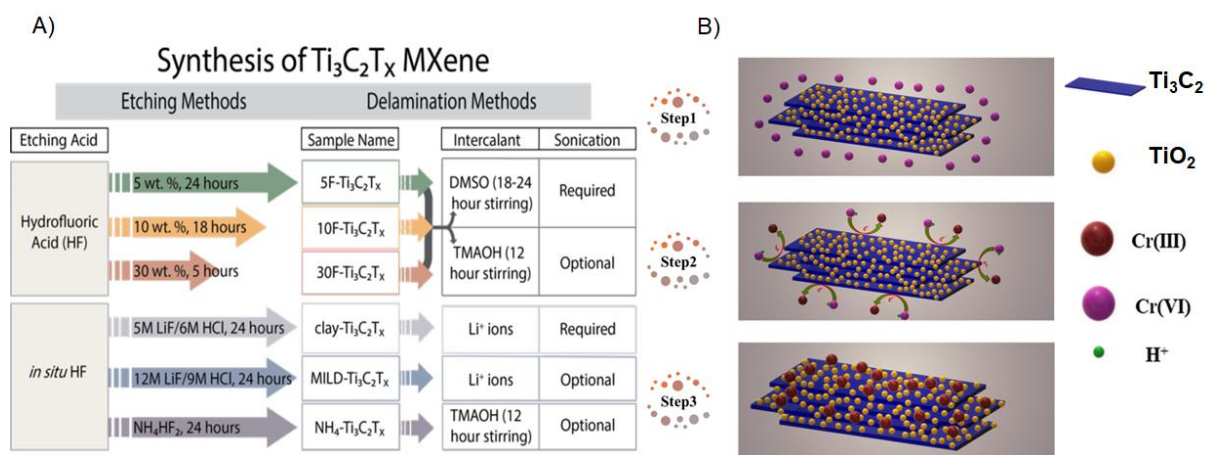 A)
Synthesis of Ti₃C₂Tₓ MXene
Etching Methods
Delamination Methods
Etching Acid
Sample Name
Intercalant
Sonication
Hydrofluoric
Acid (HF)
5 wt. %, 24 hours
10 wt. %, 18 hours
30 wt. %, 5 hours
5F-Ti₃C₂Tₓ
10F-Ti₃C₂Tₓ
30F-Ti₃C₂Tₓ
DMSO (18-24
hour stirring)
TMAOH (12
hour stirring)
Required
Optional
in situ HF
5M LiF/6M HCl, 24 hours
clay-Ti₃C₂Tₓ
Li⁺ ions
Required
12M LiF/9M HCl, 24 hours
MILD-Ti₃C₂Tₓ
Li⁺ ions
Optional
NH₄HF₂, 24 hours
NH₄-Ti₃C₂Tₓ
TMAOH (12
hour stirring)
Optional
B)
Step1
Step2
Step3
Ti₃C₂
TiO₂
Cr(III)
Cr(VI)
H⁺